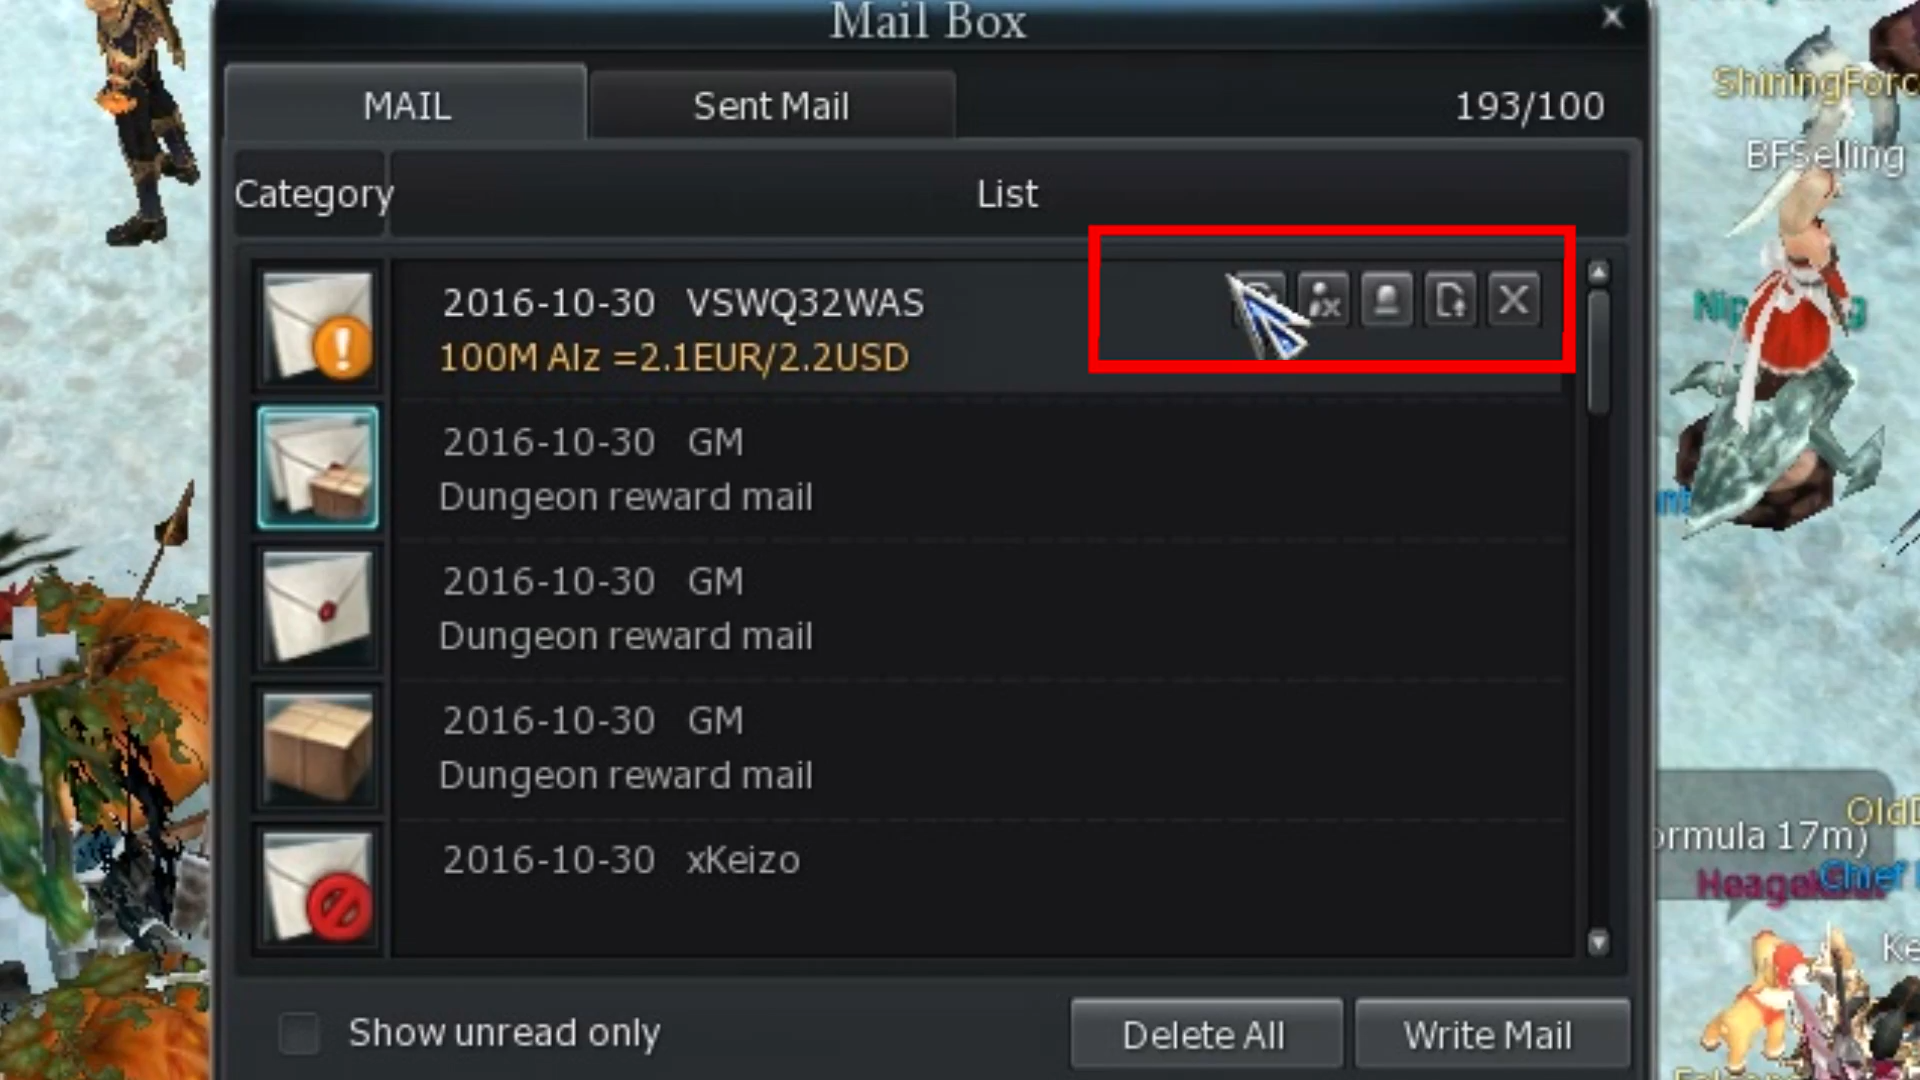 Mail Box
MAIL
Sent Mail
193/100
Category
List
2016-10-30 VSWQ32WAS
100M Alz =2.1EUR/2.2USD
2016-10-30 GM
Dungeon reward mail
2016-10-30 GM
Dungeon reward mail
2016-10-30 GM
Dungeon reward mail
2016-10-30 xKeizo
Show unread only
Delete All
Write Mail
ShiningForc
BFSelling
OldD
ormula 17m)
Chief
Ke